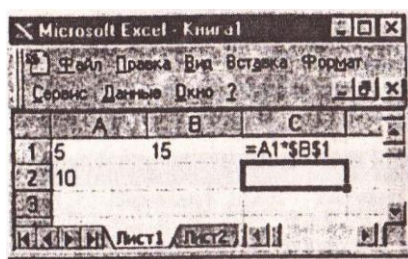 Microsoft Excel - Книга1
Файл Правка Вид Вставка Формат
Сервис Данные Окно ?
A B C
1 5 15 =A1*$B$1
2 10
3
Лист1 Лист2